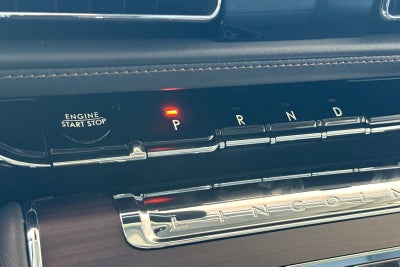 ENGINE
START STOP
P R N D
LINCOLN